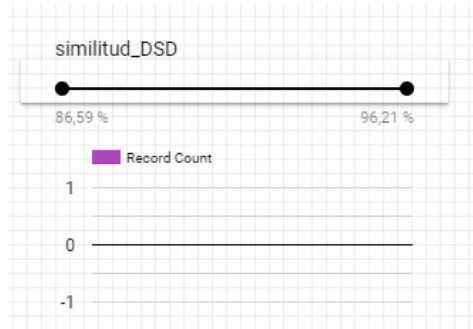 similitud_DSD
86,59 % 96,21 %
Record Count
1
0
-1